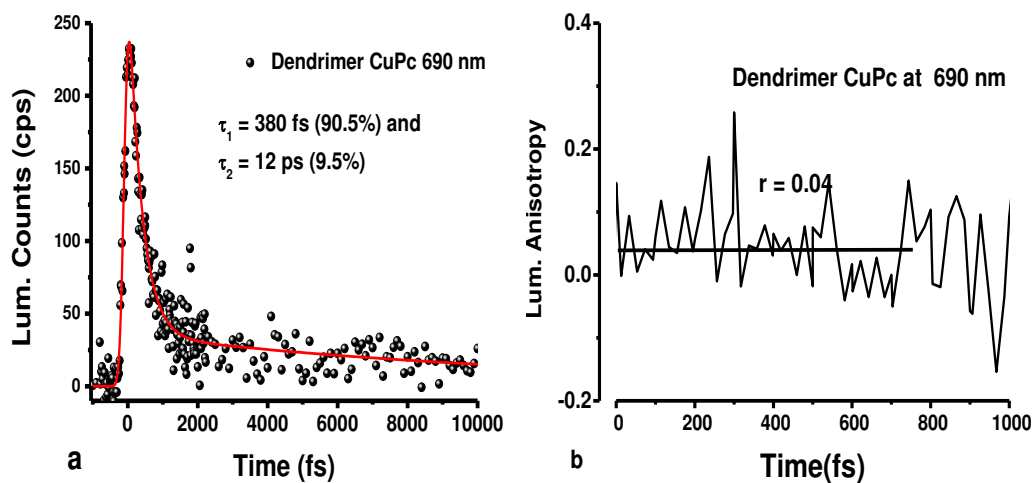 250
200
150
100
50
0
Lum. Counts (cps)
Dendrimer CuPc 690 nm
τ1 = 380 fs (90.5%) and
τ2 = 12 ps (9.5%)
0 2000 4000 6000 8000 10000
a
Time (fs)
0.4
0.2
0.0
-0.2
Lum. Anisotropy
Dendrimer CuPc at 690 nm
r = 0.04
0 200 400 600 800 1000
b
Time(fs)